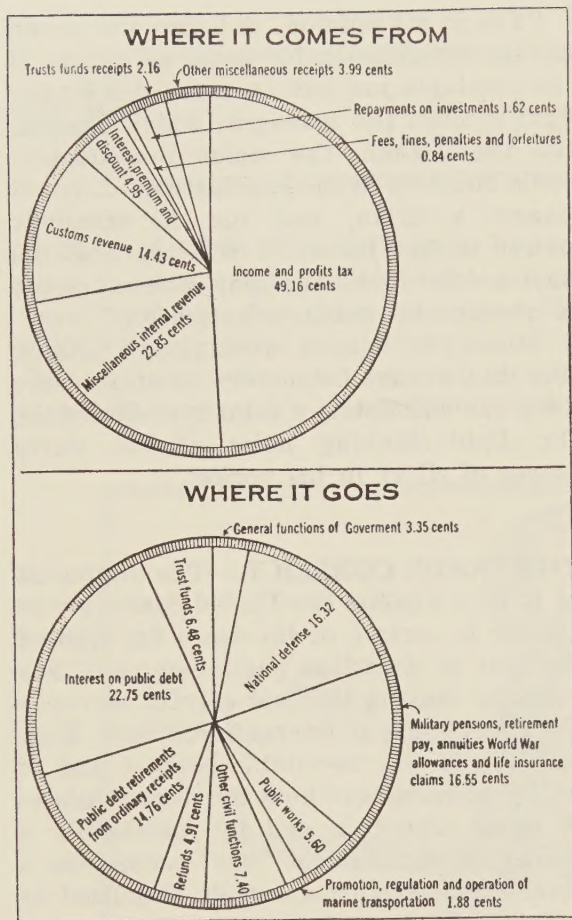 WHERE IT COMES FROM
Trusts funds receipts 2.16
Other miscellaneous receipts 3.99 cents
Repayments on investments 1.62 cents
Fees, fines, penalties and forfeitures
0.84 cents
Interest, premium and
discount 4.95
Customs revenue 14.43 cents
Income and profits tax
49.16 cents
Miscellaneous internal revenue
22.85 cents
WHERE IT GOES
General functions of Goverment 3.35 cents
Trust funds 6.48 cents
National defense 16.32
Interest on public debt
22.75 cents
Military pensions, retirement
pay, annuities World War
allowances and life insurance
claims 16.55 cents
Public debt retirements
from ordinary receipts
14.76 cents
Refunds 4.91 cents
Other civil functions 7.40
Public works 5.60
Promotion, regulation and operation of
marine transportation 1.88 cents